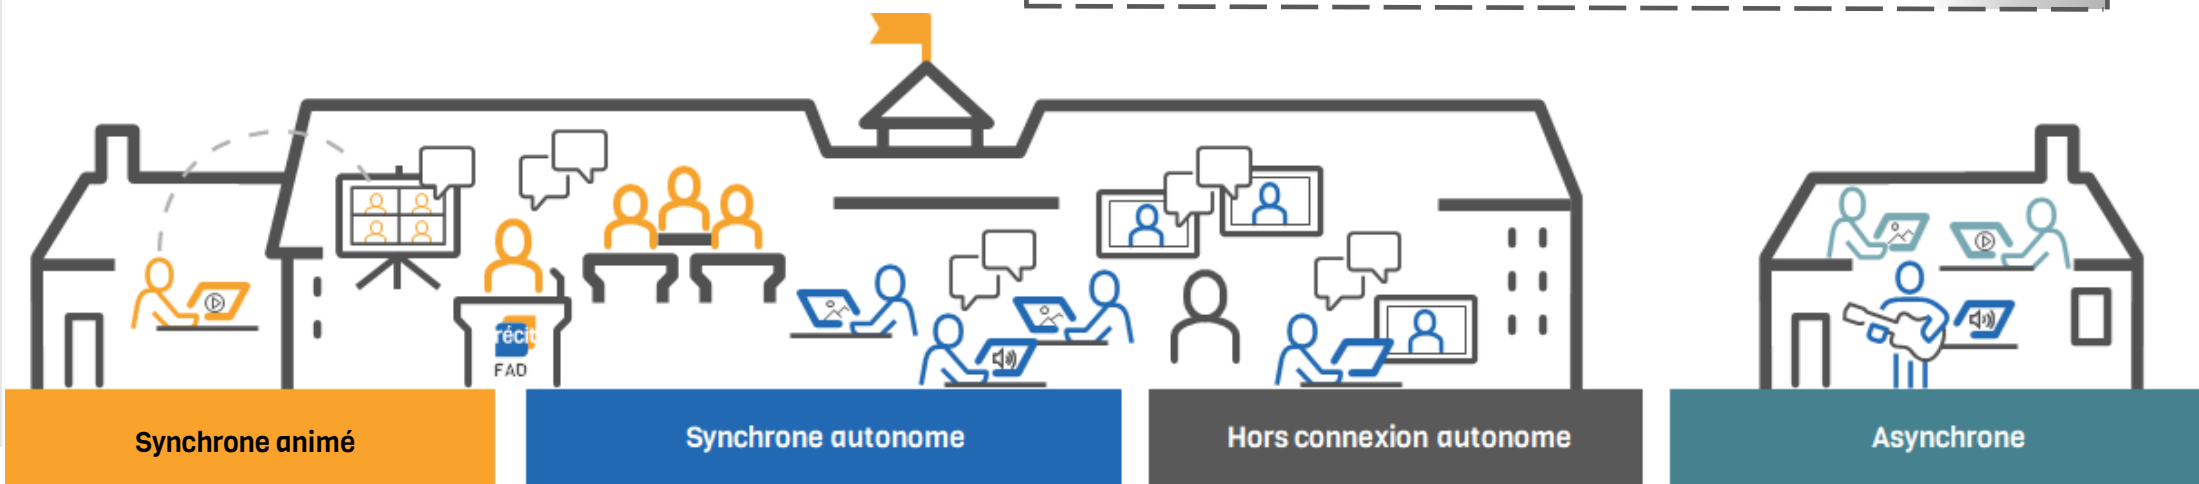 récit
FAD
Synchrone animé
Synchrone autonome
Hors connexion autonome
Asynchrone